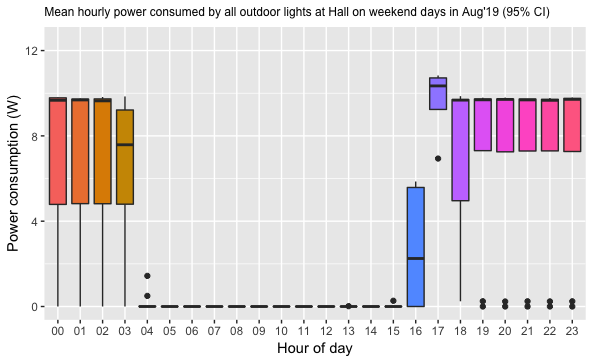 Mean hourly power consumed by all outdoor lights at Hall on weekend days in Aug'19 (95% CI)
Power consumption (W)
12
8
4
0
00 01 02 03 04 05 06 07 08 09 10 11 12 13 14 15 16 17 18 19 20 21 22 23
Hour of day